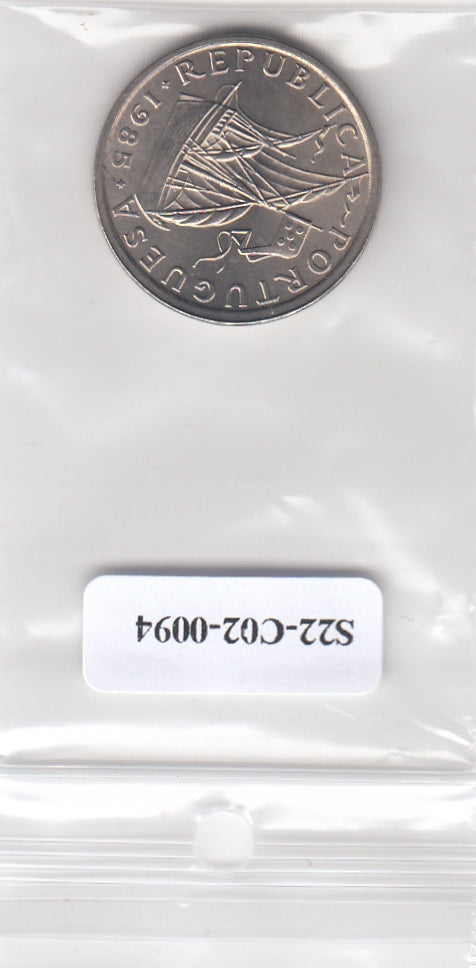 REPUBLICA PORTUGUESA
1985
S22-C02-0094